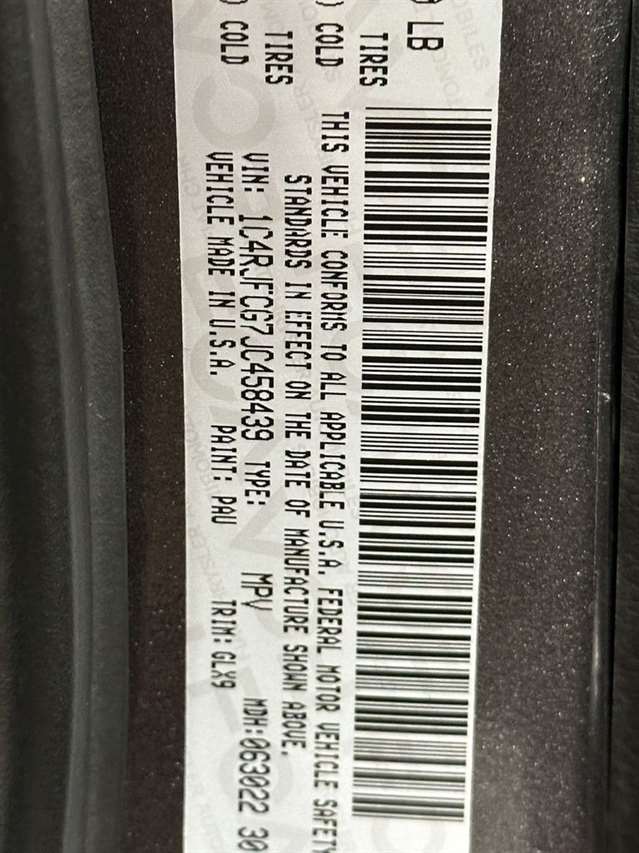 @ LB
TIRES
) COLD
TIRES
) COLD
THIS VEHICLE CONFORMS TO ALL APPLICABLE U.S.A. FEDERAL MOTOR VEHICLE SAFETY
STANDARDS IN EFFECT ON THE DATE OF MANUFACTURE SHOWN ABOVE.
VIN: 1C4RJFCG7JC458439 TYPE: MPV MDH:063022 30
VEHICLE MADE IN U.S.A. PAINT: PAU TRIM: GLX9